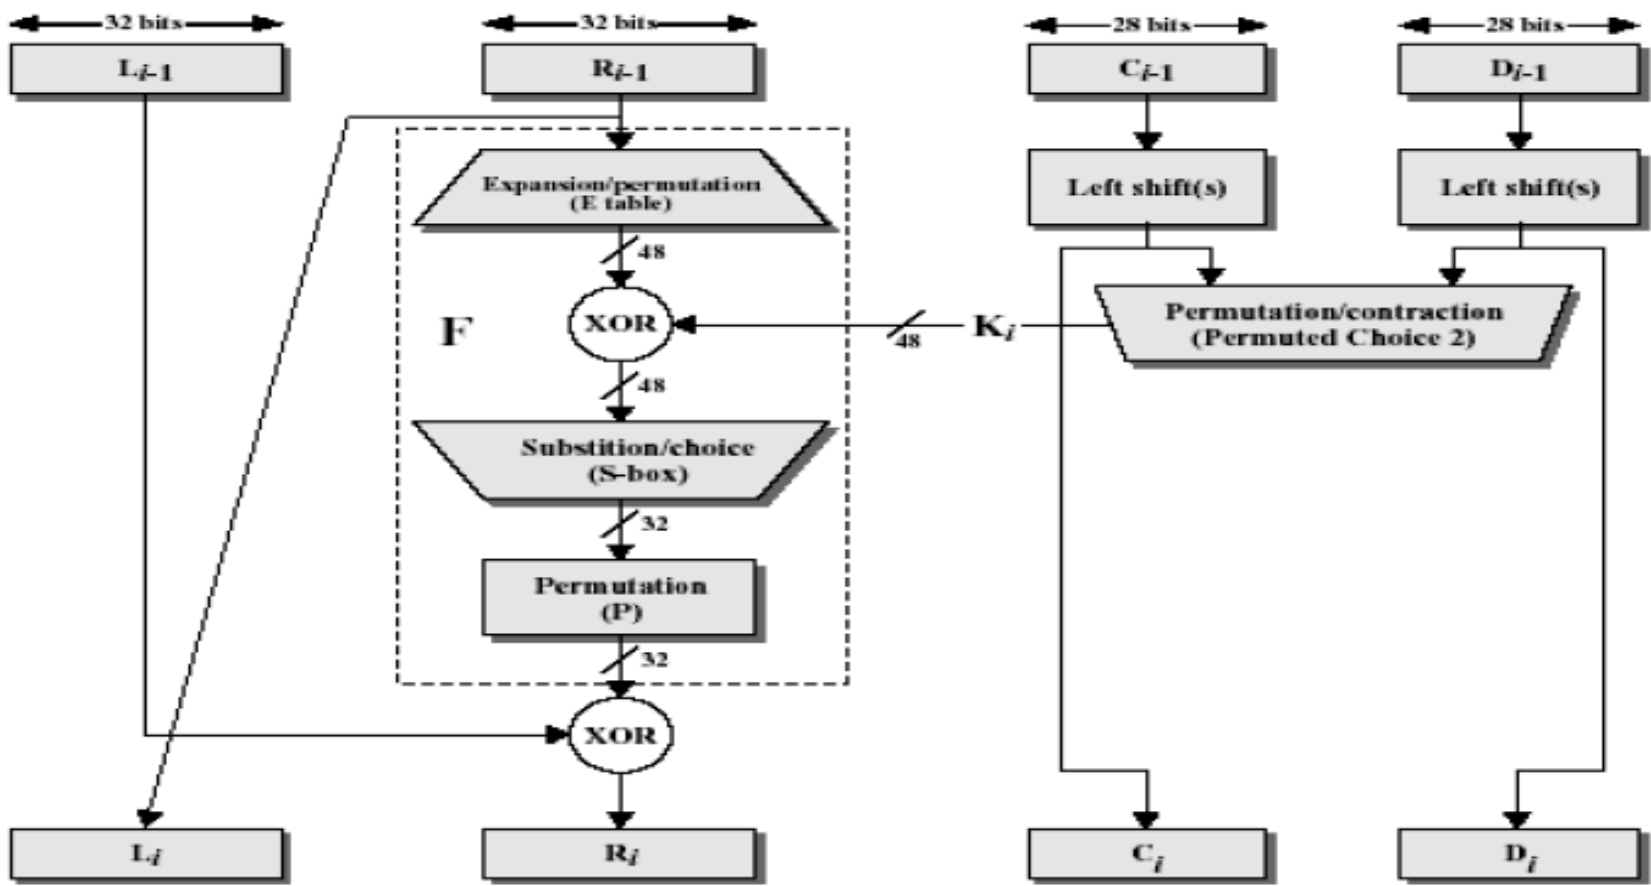 32 bits
32 bits
28 bits
28 bits
Li-1
Ri-1
Ci-1
Di-1
Expansion/permutation
(E table)
Left shift(s)
Left shift(s)
48
F
XOR
48
Ki
Permutation/contraction
(Permuted Choice 2)
48
Substition/choice
(S-box)
32
Permutation
(P)
32
XOR
Li
Ri
Ci
Di